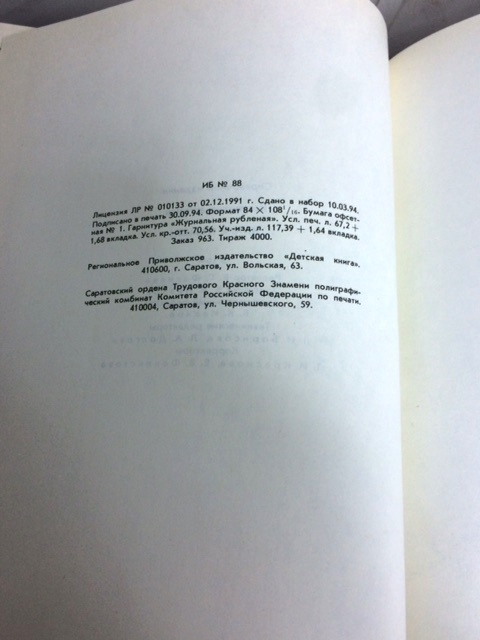 ИБ № 88
Лицензия ЛР № 010133 от 02.12.1991 г. Сдано в набор 10.03.94.
Подписано в печать 30.09.94. Формат 84 × 108¹/₁₆. Бумага офсет-
ная № 1. Гарнитура «Журнальная рубленая». Усл. печ. л. 67,2 +
1,68 вкладка. Усл. кр.-отт. 70,56. Уч.-изд. л. 117,39 + 1,64 вкладка.
Заказ 963. Тираж 4000.
Региональное Приволжское издательство «Детская книга».
410600, г. Саратов, ул. Вольская, 63.
Саратовский ордена Трудового Красного Знамени полиграфи-
ческий комбинат Комитета Российской Федерации по печати.
410004, Саратов, ул. Чернышевского, 59.